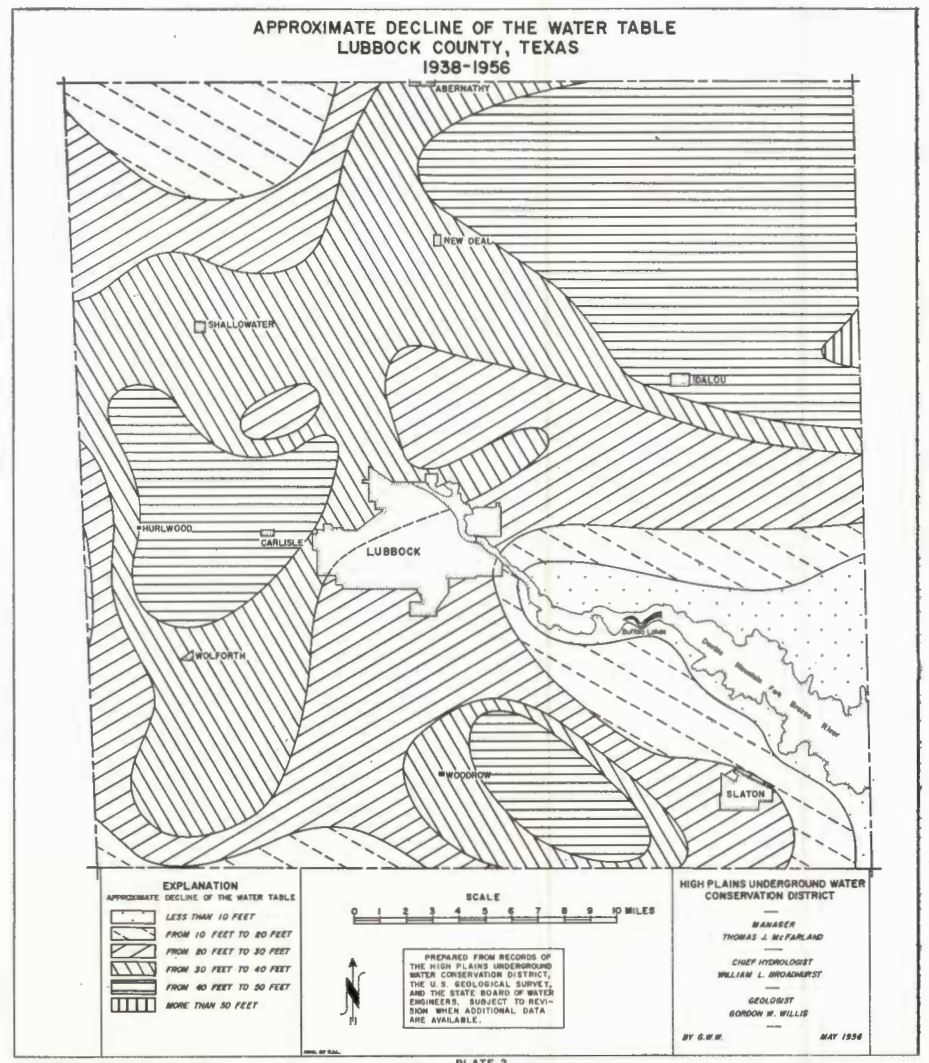 APPROXIMATE DECLINE OF THE WATER TABLE
LUBBOCK COUNTY, TEXAS
1938-1956
ABERNATHY
NEW DEAL
SHALLOWATER
IDALOU
HURLWOOD
CARLISLE
LUBBOCK
Buffalo Lakes
WOLFORTH
Double Mountain Fork Brazos River
WOODROW
SLATON
EXPLANATION
APPROXIMATE DECLINE OF THE WATER TABLE
LESS THAN 10 FEET
FROM 10 FEET TO 20 FEET
FROM 20 FEET TO 30 FEET
FROM 30 FEET TO 40 FEET
FROM 40 FEET TO 50 FEET
MORE THAN 50 FEET
SCALE
0 1 2 3 4 5 6 7 8 9 10 MILES
N
PREPARED FROM RECORDS OF
THE HIGH PLAINS UNDERGROUND
WATER CONSERVATION DISTRICT,
THE U.S. GEOLOGICAL SURVEY,
AND THE STATE BOARD OF WATER
ENGINEERS. SUBJECT TO REVI-
SION WHEN ADDITIONAL DATA
ARE AVAILABLE.
HIGH PLAINS UNDERGROUND WATER
CONSERVATION DISTRICT
MANAGER
THOMAS J. McFARLAND
CHIEF HYDROLOGIST
WILLIAM L. BROADHURST
GEOLOGIST
GORDON W. WILLIS
BY G.W.W. MAY 1956
PLATE 2